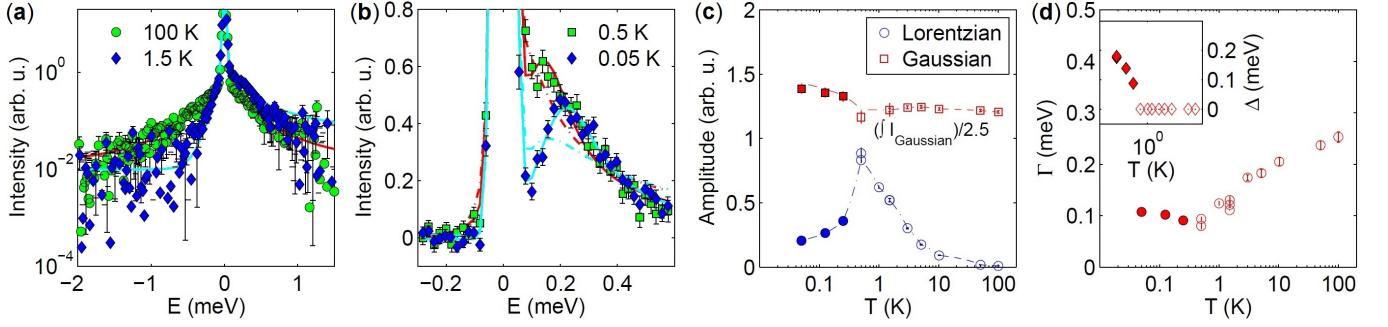 (a)
100 K
1.5 K
Intensity (arb. u.)
10^0
10^-2
10^-4
−2
−1
0
1
E (meV)
(b)
0.5 K
0.05 K
Intensity (arb. u.)
0.8
0.6
0.4
0.2
0
−0.2
0
0.2
0.4
E (meV)
(c)
Lorentzian
Gaussian
(∫ I_Gaussian)/2.5
Amplitude (arb. u.)
2
1.5
1
0.5
0
0.1
1
10
100
T (K)
(d)
Γ (meV)
0.5
0.4
0.3
0.2
0.1
0
0.1
1
10
100
T (K)
0.2
0.1
0
Δ (meV)
10^0
T (K)